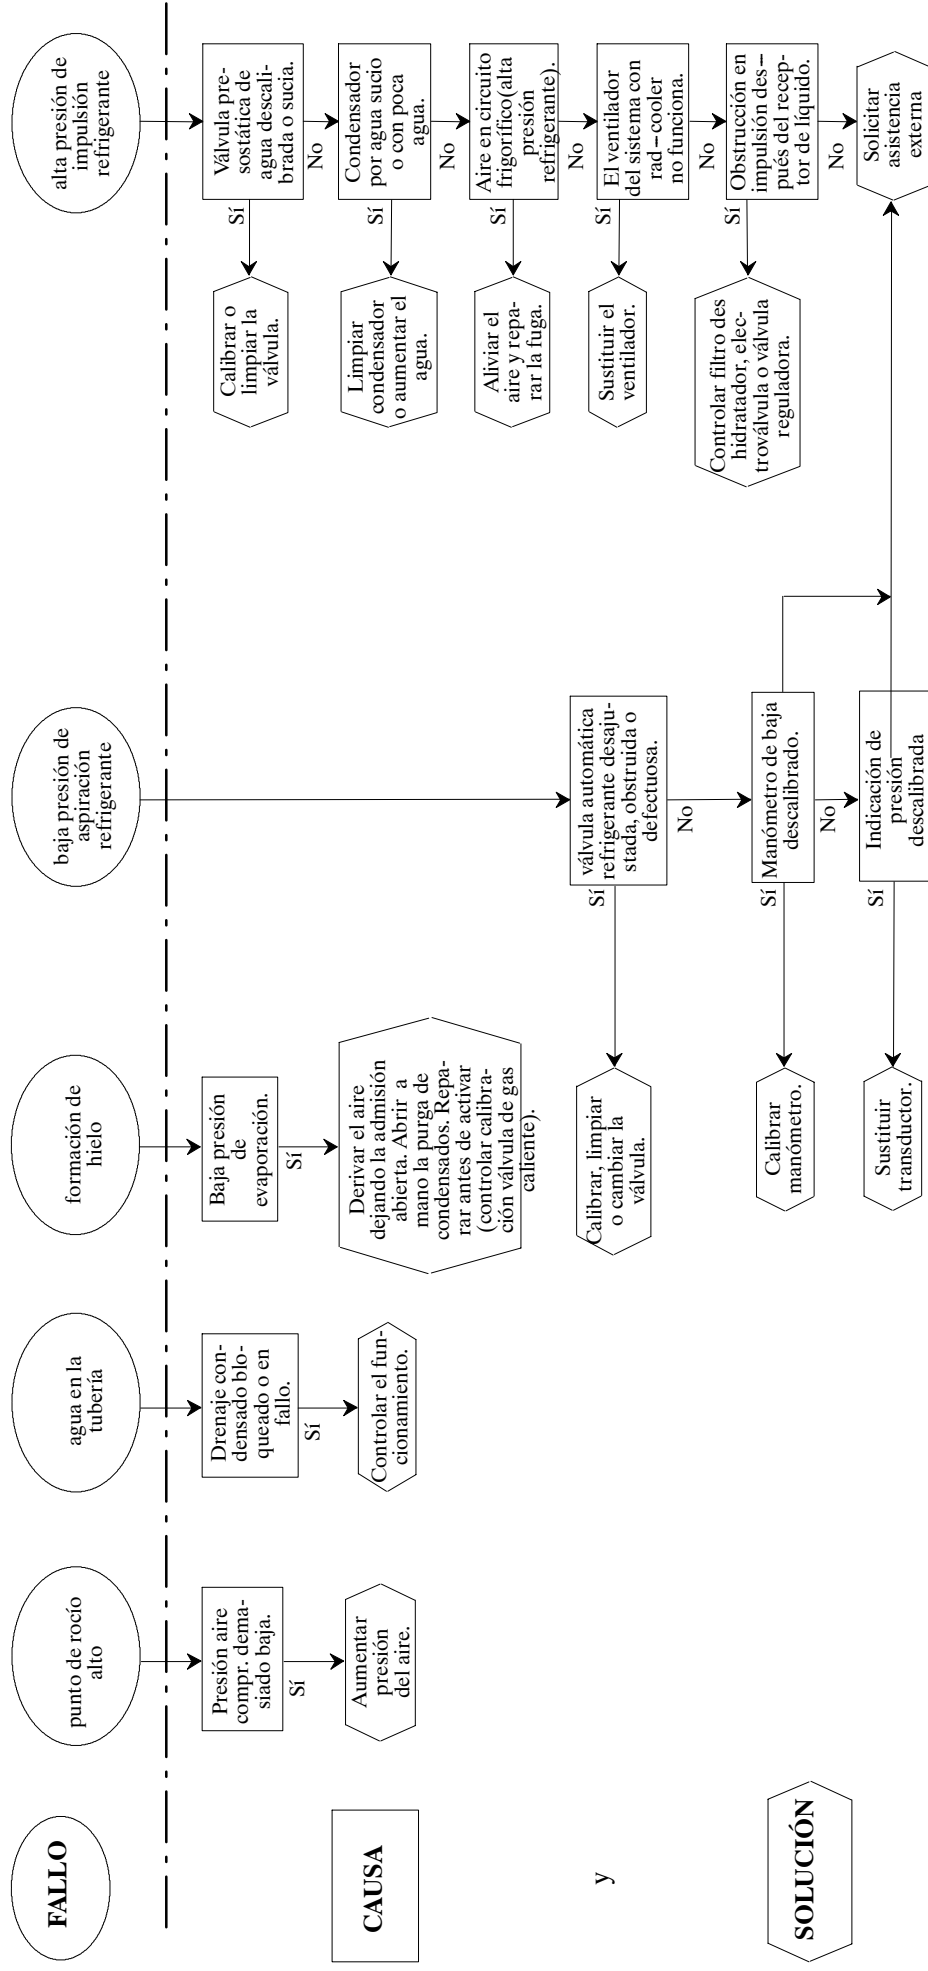 FALLO
punto de rocío
alto
agua en la
tubería
formación de
hielo
baja presión de
aspiración
refrigerante
alta presión de
impulsión
refrigerante
CAUSA
y
SOLUCIÓN
Presión aire
compr. dema-
siado baja.
Sí
Aumentar
presión
del aire.
Drenaje con-
densado blo-
queado o en
fallo.
Sí
Controlar el fun-
cionamiento.
Baja presión
de
evaporación.
Sí
Derivar el aire
dejando la admisión
abierta. Abrir a
mano la purga de
condensados. Repa-
rar antes de activar
(controlar calibra-
ción válvula de gas
caliente).
válvula automática
refrigerante desaju-
stada, obstruida o
defectuosa.
Sí
Calibrar, limpiar
o cambiar la
válvula.
No
Manómetro de baja
descalibrado.
Sí
Calibrar
manómetro.
No
Indicación de
presión
descalibrada
Sí
Sustituir
transductor.
Válvula pre-
sostática de
agua descali-
brada o sucia.
Sí
Calibrar o
limpiar la
válvula.
No
Condensador
por agua sucio
o con poca
agua.
Sí
Limpiar
condensador
o aumentar el
agua.
No
Aire en circuito
frigorífico(alta
presión
refrigerante).
Sí
Aliviar el
aire y repa-
rar la fuga.
No
El ventilador
del sistema con
rad-cooler
no funciona.
Sí
Sustituir el
ventilador.
No
Obstrucción en
impulsión des-
pués del recep-
tor de líquido.
Sí
Controlar filtro des
hidratador, elec-
troválvula o válvula
reguladora.
No
Solicitar
asistencia
externa